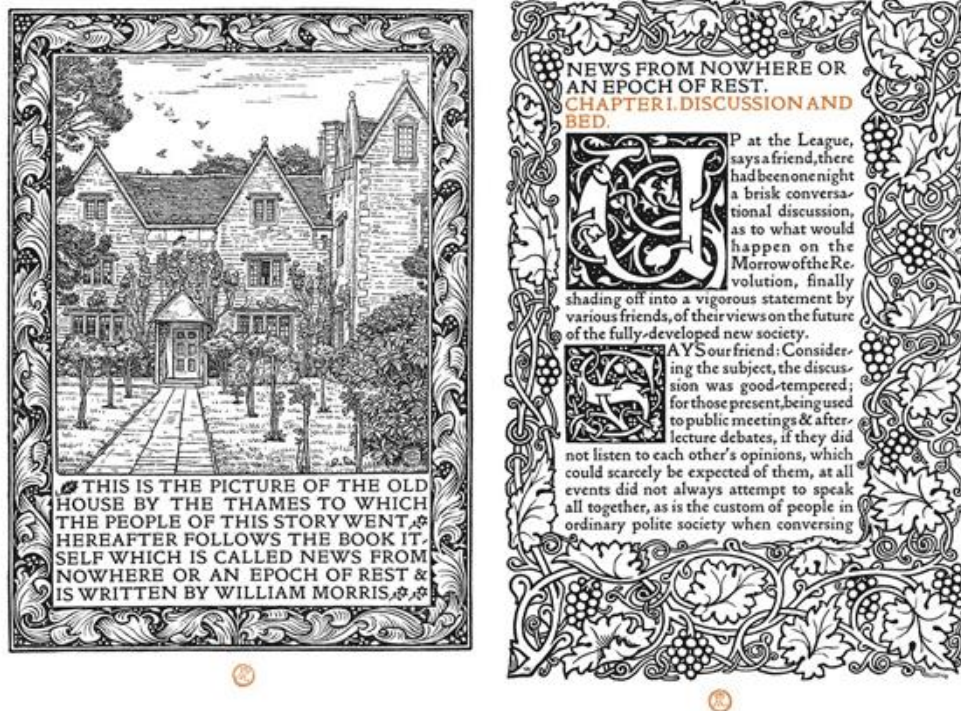 THIS IS THE PICTURE OF THE OLD
HOUSE BY THE THAMES TO WHICH
THE PEOPLE OF THIS STORY WENT
HEREAFTER FOLLOWS THE BOOK IT-
SELF WHICH IS CALLED NEWS FROM
NOWHERE OR AN EPOCH OF REST &
IS WRITTEN BY WILLIAM MORRIS
NEWS FROM NOWHERE OR
AN EPOCH OF REST.
CHAPTER I. DISCUSSION AND
BED.
UP at the League,
says a friend, there
had been one night
a brisk conversa-
tional discussion,
as to what would
happen on the
Morrow of the Re-
volution, finally
shading off into a vigorous statement by
various friends, of their views on the future
of the fully-developed new society.
SAYS our friend: Consider-
ing the subject, the discus-
sion was good-tempered;
for those present, being used
to public meetings & after-
lecture debates, if they did
not listen to each other's opinions, which
could scarcely be expected of them, at all
events did not always attempt to speak
all together, as is the custom of people in
ordinary polite society when conversing